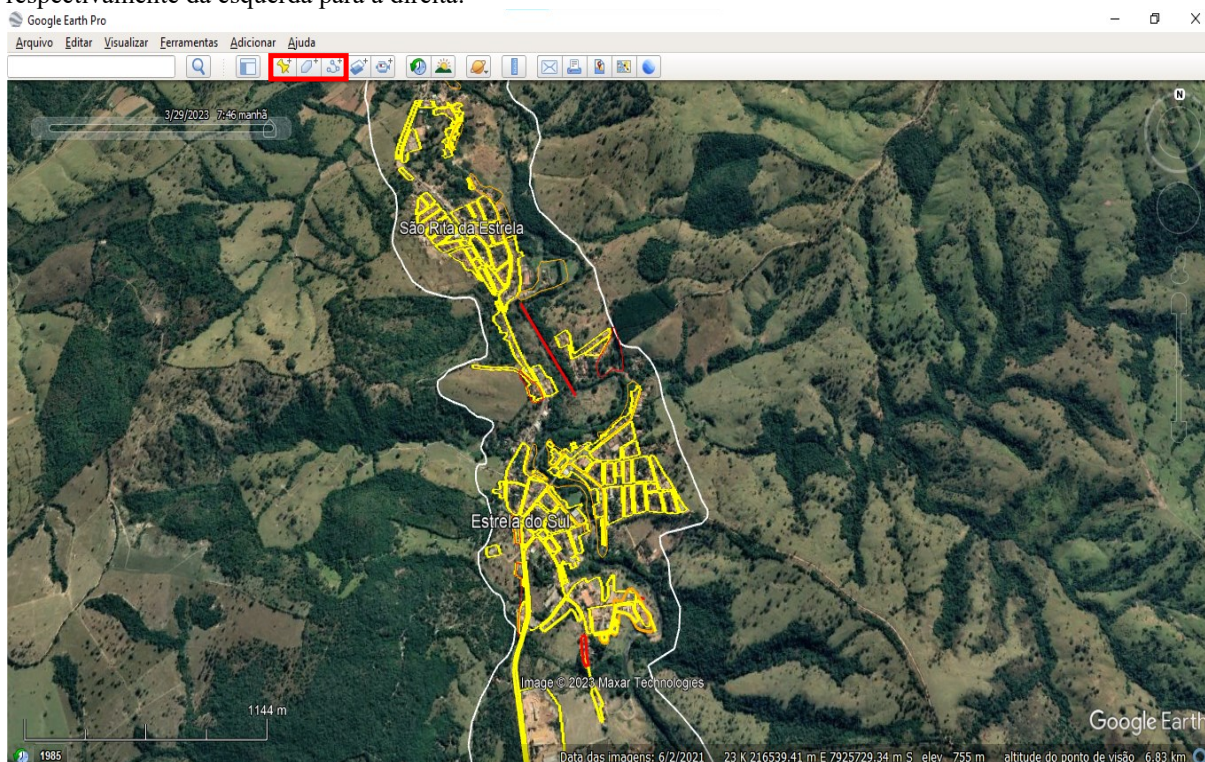 respectivamente da esquerda para a direita.
Google Earth Pro
Arquivo Editar Visualizar Ferramentas Adicionar Ajuda
3/29/2023 7:46 manhã
N
São Rita da Estrela
Estrela do Sul
Image © 2023 Maxar Technologies
1144 m
Google Earth
1985
Data das imagens: 6/2/2021 23 K 216539.41 m E 7925729.34 m S elev 755 m altitude do ponto de visão 6.83 km